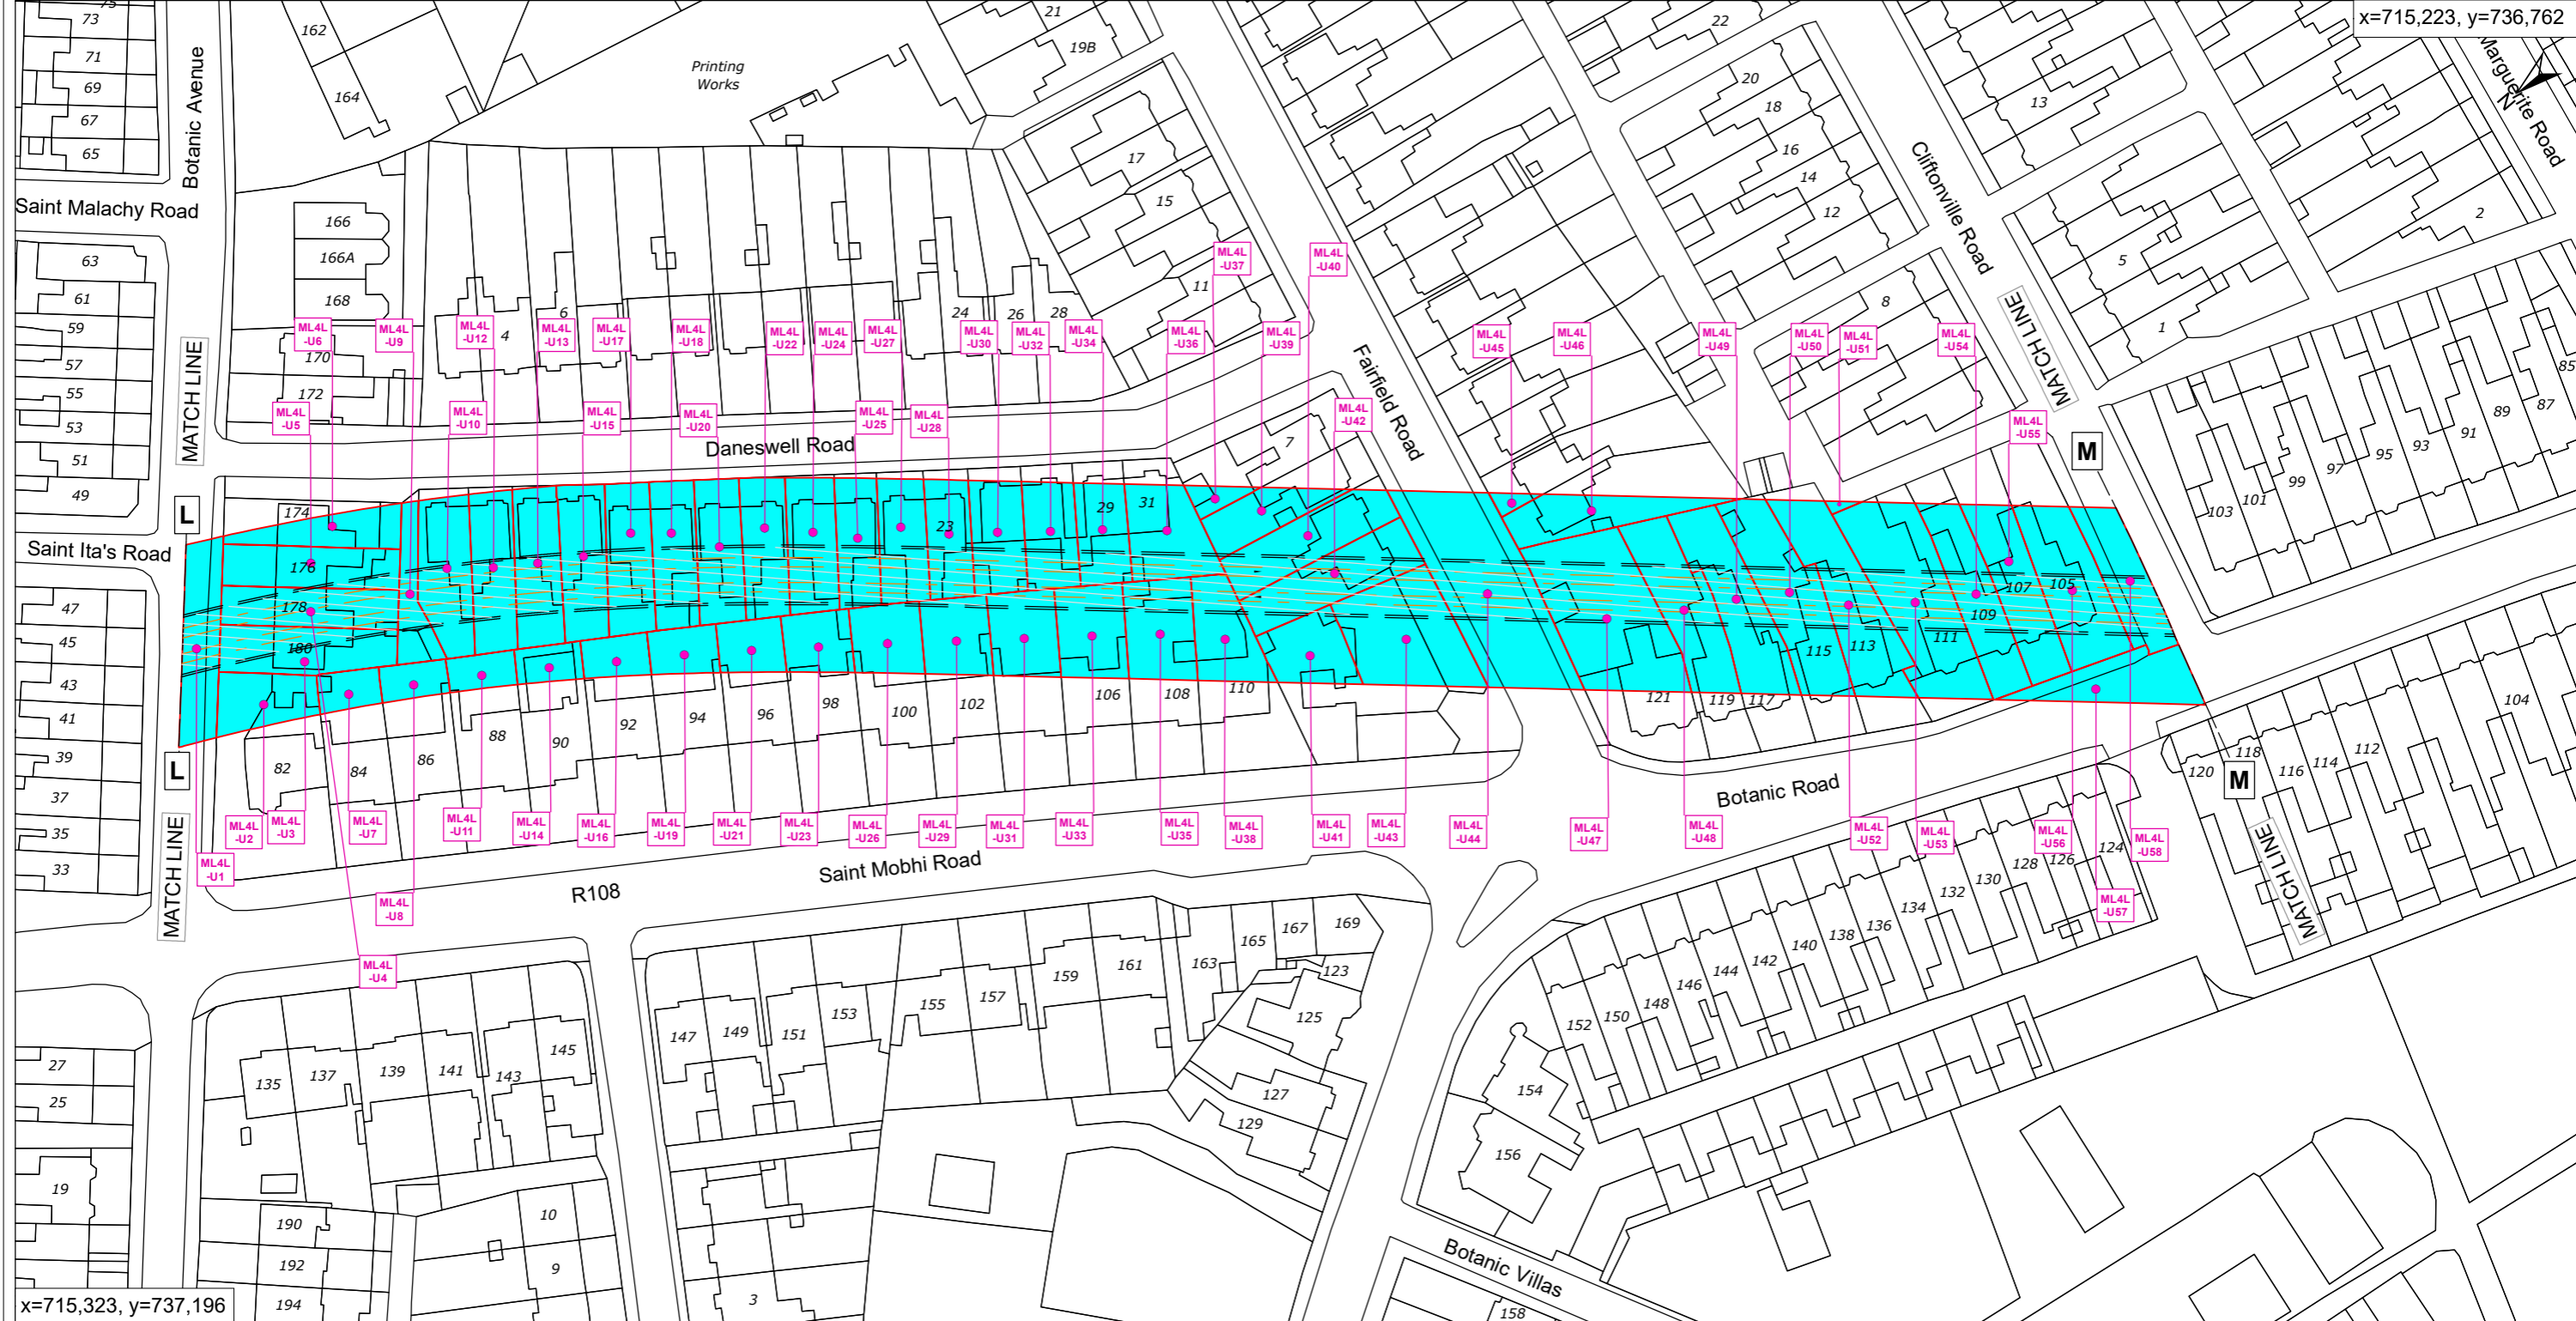 x=715,223, y=736,762
Marguerite Road
N
75
73
71
69
67
65
Botanic Avenue
162
164
Printing
Works
21
19B
22
20
18
16
14
12
13
Cliftonville Road
17
15
11
Saint Malachy Road
166
166A
168
170
172
63
61
59
57
55
53
51
49
4
6
24
26
28
5
1
2
8
7
MATCH LINE
MATCH LINE
ML4L
-U37
ML4L
-U40
ML4L
-U6
ML4L
-U9
ML4L
-U12
ML4L
-U13
ML4L
-U17
ML4L
-U18
ML4L
-U22
ML4L
-U24
ML4L
-U27
ML4L
-U30
ML4L
-U32
ML4L
-U34
ML4L
-U36
ML4L
-U39
ML4L
-U45
ML4L
-U46
ML4L
-U49
ML4L
-U50
ML4L
-U51
ML4L
-U54
ML4L
-U5
ML4L
-U10
ML4L
-U15
ML4L
-U20
ML4L
-U25
ML4L
-U28
ML4L
-U42
ML4L
-U55
Fairfield Road
Daneswell Road
L
M
85
87
89
91
93
95
97
99
101
103
174
176
178
180
23
29
31
105
107
109
111
113
115
117
119
121
Saint Ita's Road
47
45
43
41
39
37
35
33
L
82
84
86
88
90
92
94
96
98
100
102
106
108
110
MATCH LINE
ML4L
-U1
ML4L
-U2
ML4L
-U3
ML4L
-U7
ML4L
-U11
ML4L
-U14
ML4L
-U16
ML4L
-U19
ML4L
-U21
ML4L
-U23
ML4L
-U26
ML4L
-U29
ML4L
-U31
ML4L
-U33
ML4L
-U35
ML4L
-U38
ML4L
-U41
ML4L
-U43
ML4L
-U44
ML4L
-U47
ML4L
-U48
ML4L
-U52
ML4L
-U53
ML4L
-U56
ML4L
-U58
ML4L
-U57
ML4L
-U8
ML4L
-U4
Botanic Road
Saint Mobhi Road
R108
M
MATCH LINE
104
112
114
116
118
120
124
126
128
130
132
134
136
138
140
142
144
146
148
150
152
154
156
158
27
25
19
135
137
139
141
143
145
147
149
151
153
155
157
159
161
163
165
167
169
123
125
127
129
190
192
194
10
9
3
Botanic Villas
x=715,323, y=737,196